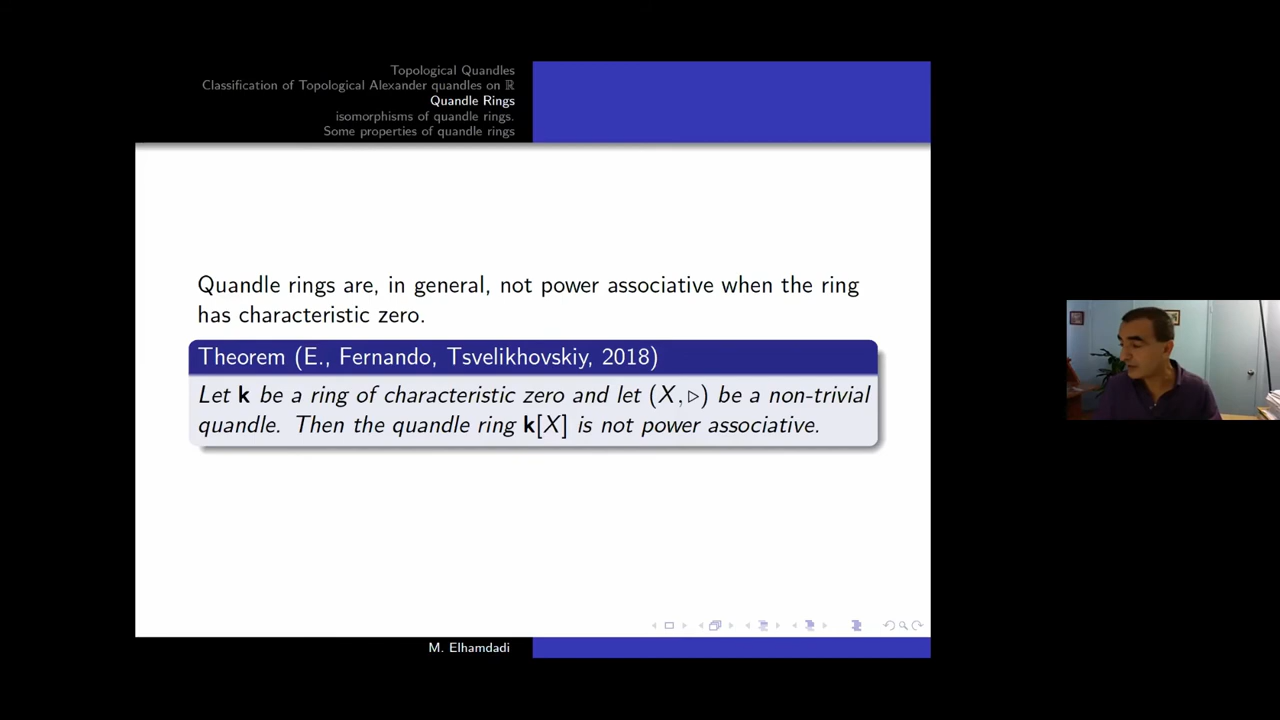 Topological Quandles
Classification of Topological Alexander quandles on ℝ
Quandle Rings
isomorphisms of quandle rings.
Some properties of quandle rings
Quandle rings are, in general, not power associative when the ring
has characteristic zero.
Theorem (E., Fernando, Tsvelikhovskiy, 2018)
Let k be a ring of characteristic zero and let (X, ▷) be a non-trivial
quandle. Then the quandle ring k[X] is not power associative.
M. Elhamdadi